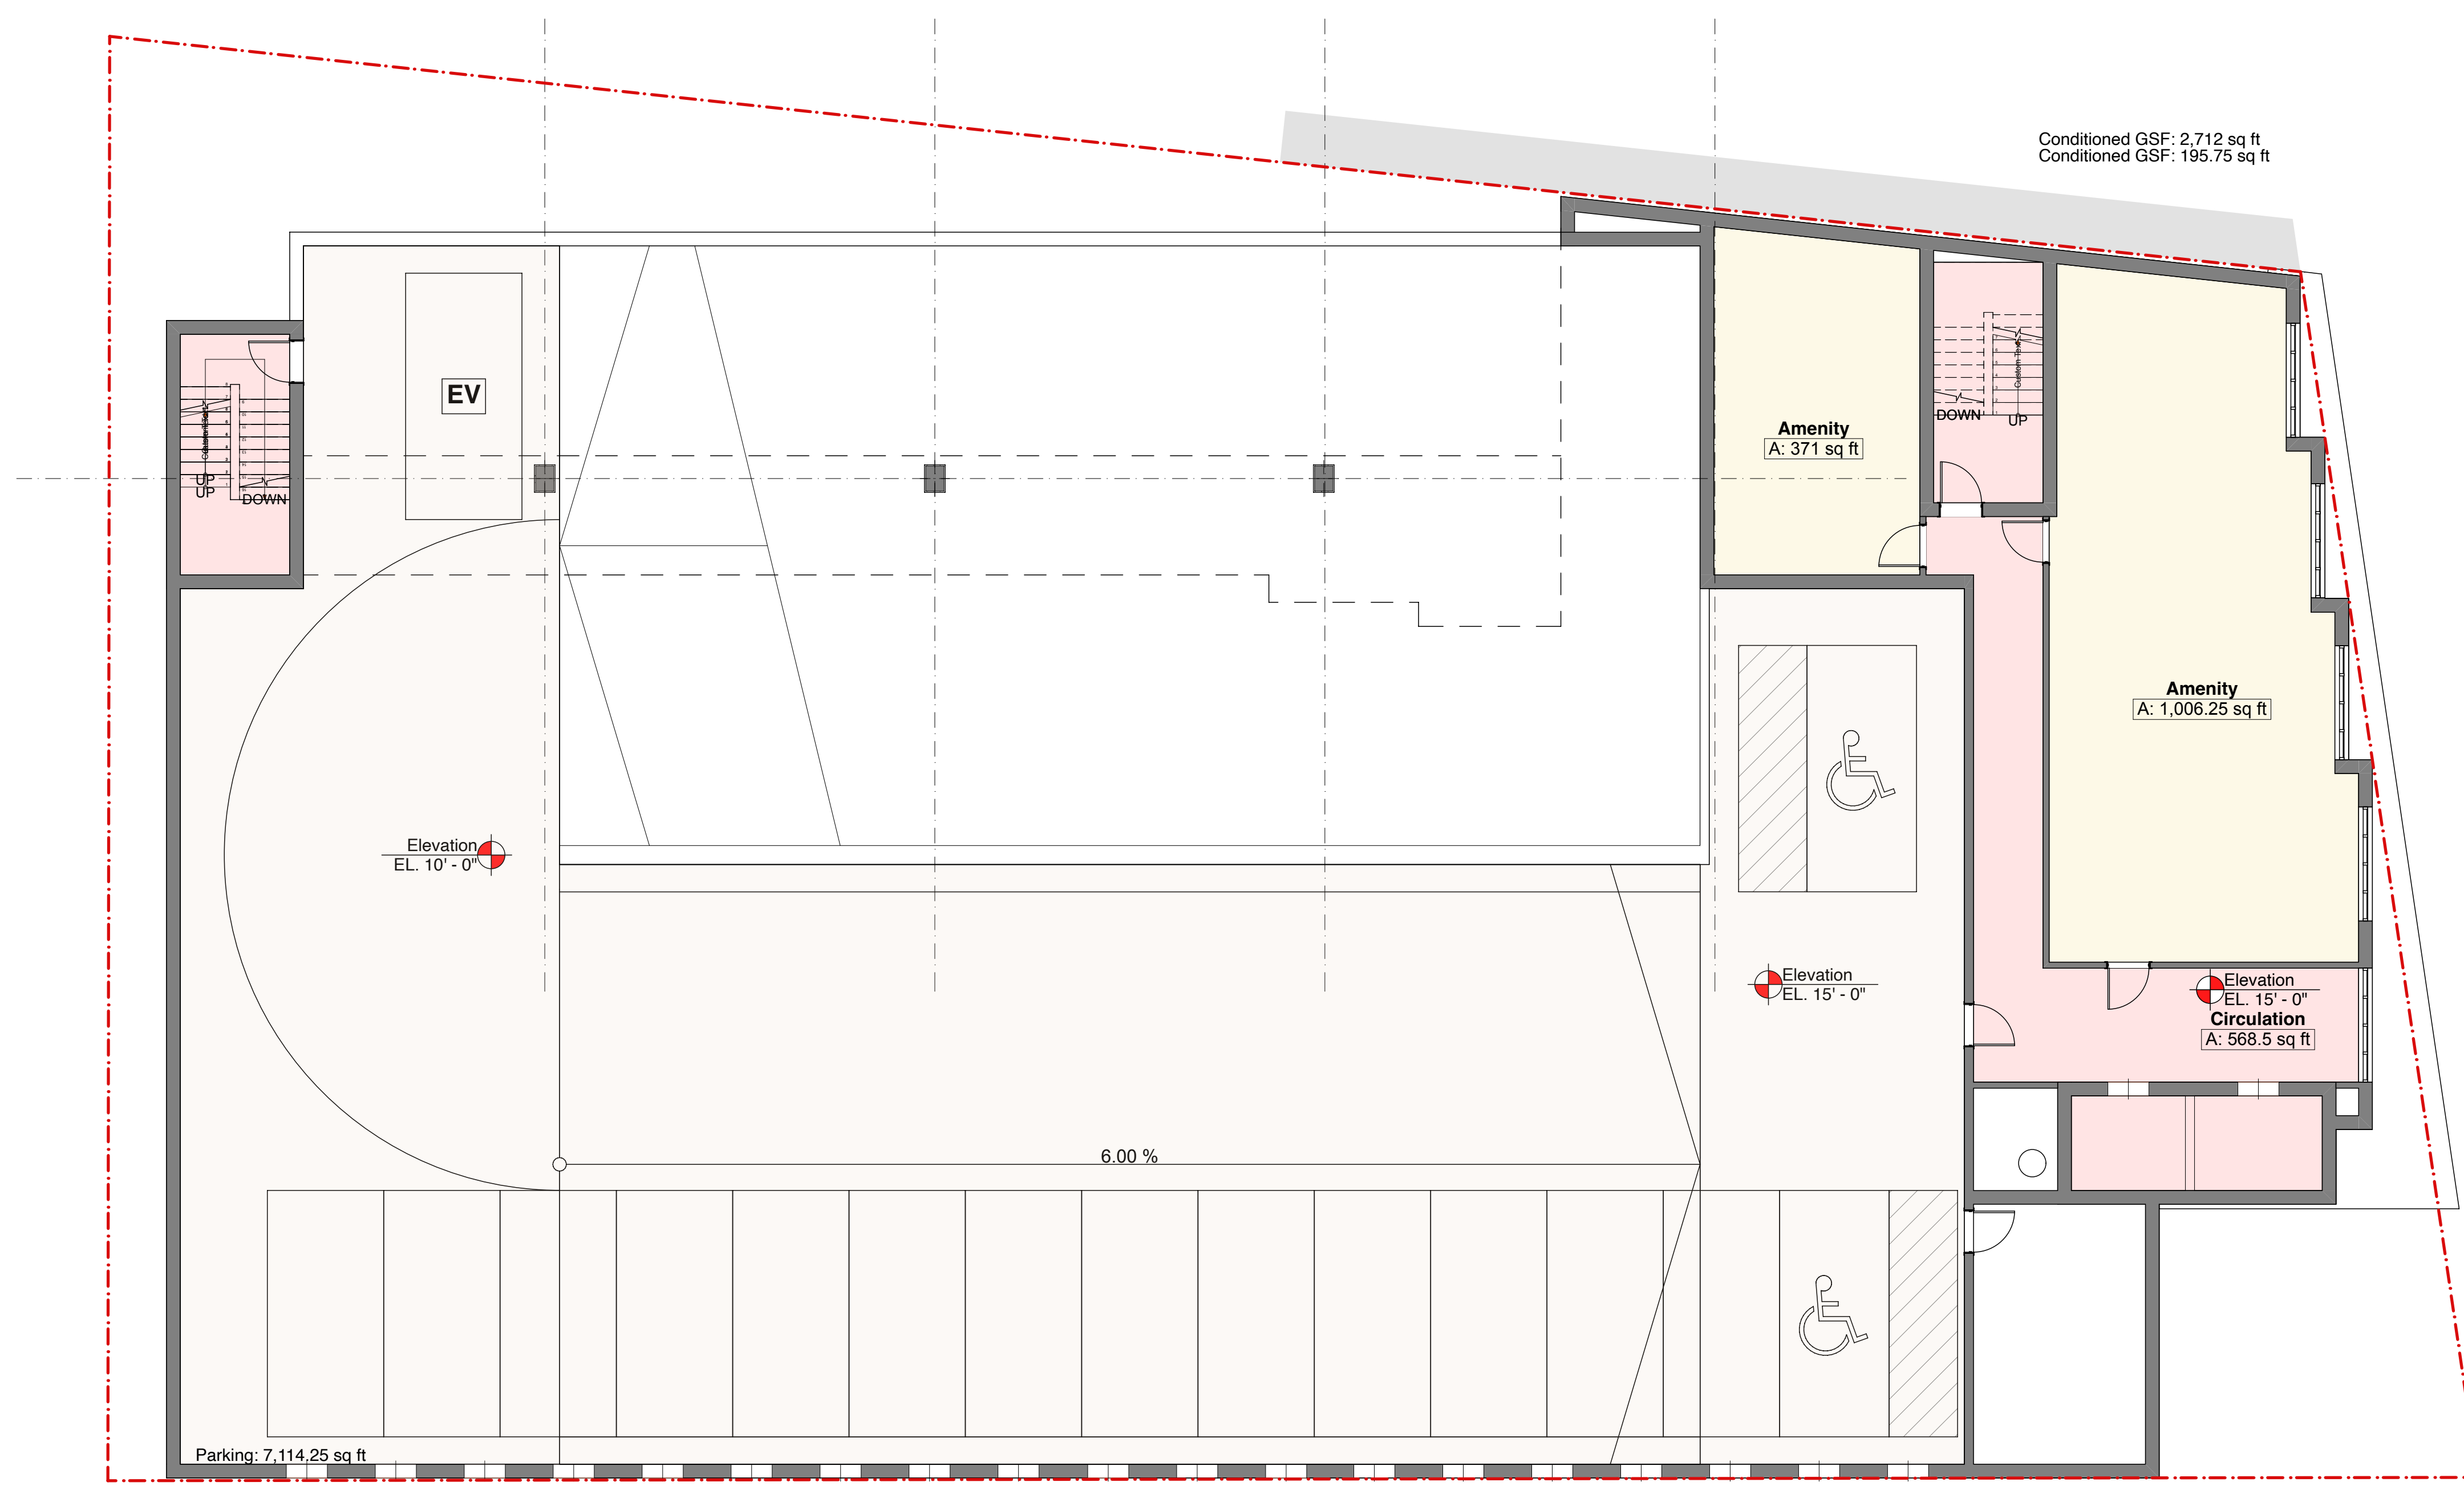 Conditioned GSF: 2,712 sq ft
Conditioned GSF: 195.75 sq ft
EV
UP
UP
DOWN
Amenity
A: 371 sq ft
DOWN
UP
Custom Text
Amenity
A: 1,006.25 sq ft
Elevation
EL. 10' - 0"
Elevation
EL. 15' - 0"
Elevation
EL. 15' - 0"
Circulation
A: 568.5 sq ft
6.00 %
Parking: 7,114.25 sq ft